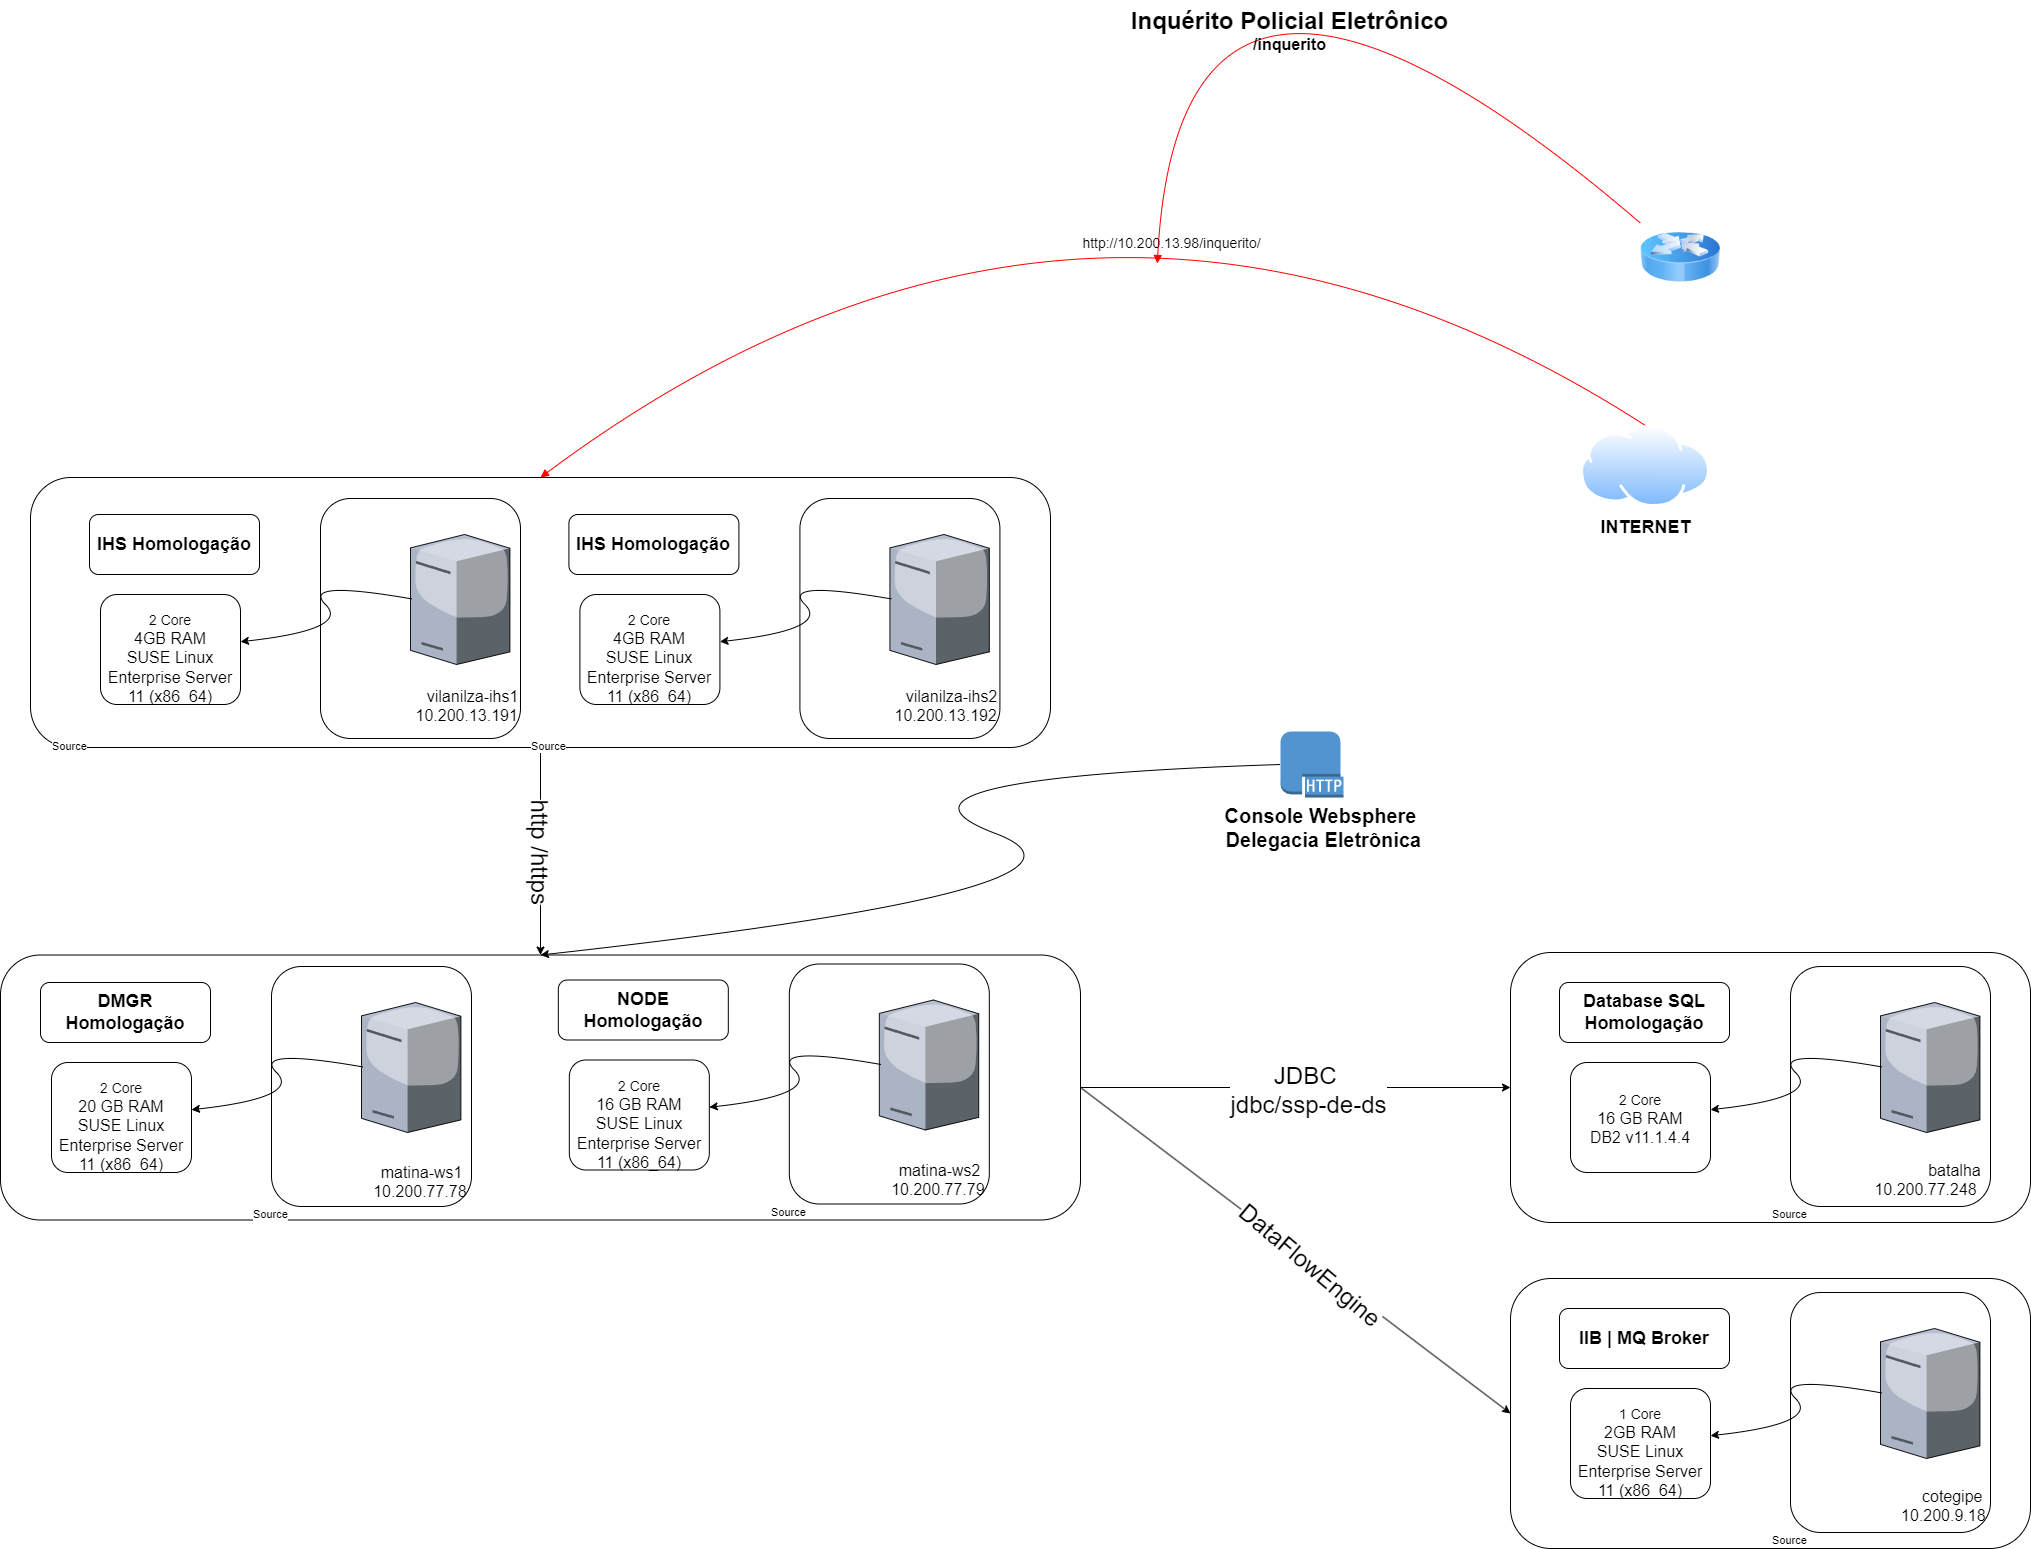 Inquérito Policial Eletrônico
/inquerito
http://10.200.13.98/inquerito/
INTERNET
IHS Homologação
2 Core
4GB RAM
SUSE Linux
Enterprise Server
11 (x86_64)
vilanilza-ihs1
10.200.13.191
Source
IHS Homologação
2 Core
4GB RAM
SUSE Linux
Enterprise Server
11 (x86_64)
vilanilza-ihs2
10.200.13.192
Source
http /https
HTTP
Console Websphere
Delegacia Eletrônica
DMGR
Homologação
2 Core
20 GB RAM
SUSE Linux
Enterprise Server
11 (x86_64)
matina-ws1
10.200.77.78
Source
NODE
Homologação
2 Core
16 GB RAM
SUSE Linux
Enterprise Server
11 (x86_64)
matina-ws2
10.200.77.79
Source
JDBC
jdbc/ssp-de-ds
DataFlowEngine
Database SQL
Homologação
2 Core
16 GB RAM
DB2 v11.1.4.4
batalha
10.200.77.248
Source
IIB | MQ Broker
1 Core
2GB RAM
SUSE Linux
Enterprise Server
11 (x86_64)
cotegipe
10.200.9.18
Source